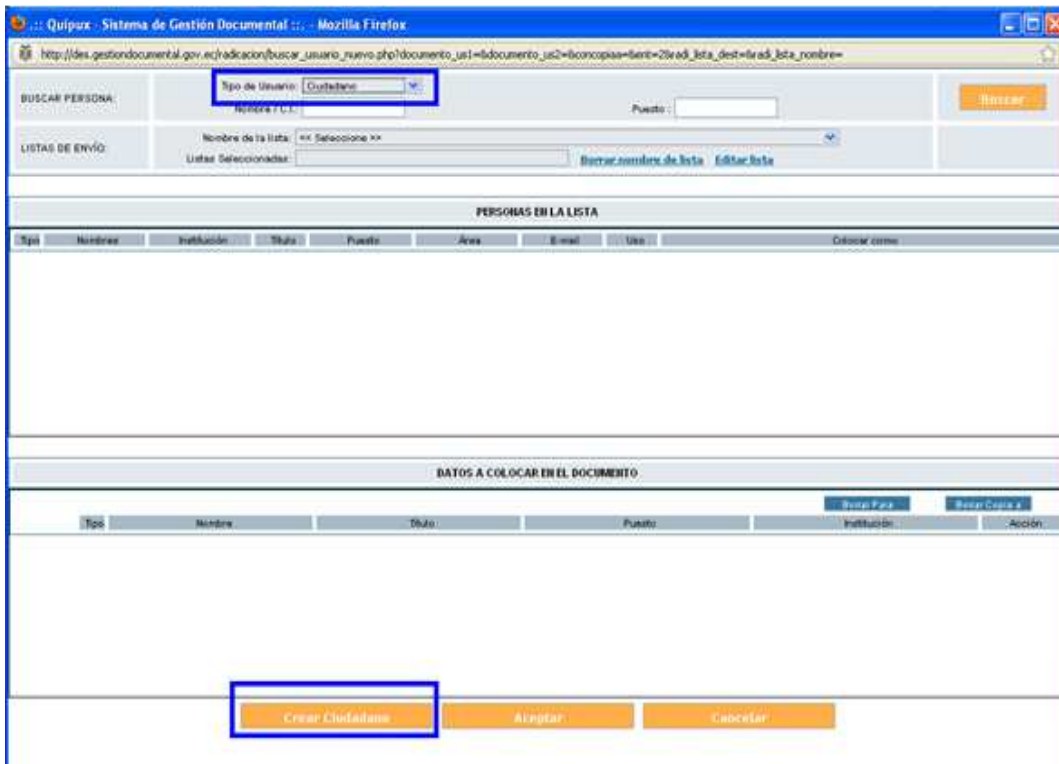 .:: Quipux - Sistema de Gestión Documental ::. - Mozilla Firefox
http://des.gestiondocumental.gov.ec/radicacion/buscar_usuario_nuevo.php?documento_us1=&documento_us2=&concopiaa=&ent=2&radi_lista_dest=&radi_lista_nombre=
BUSCAR PERSONA:
Tipo de Usuario: Ciudadano
Nombre / C.I.:
Puesto :
Buscar
LISTAS DE ENVÍO:
Nombre de la lista: << Seleccione >>
Listas Seleccionadas:
Borrar nombre de lista Editar lista
PERSONAS EN LA LISTA
Tipo Nombres Institución Título Puesto Área E-mail Uso Colocar como
DATOS A COLOCAR EN EL DOCUMENTO
Borrar Para Borrar Copia a
Tipo Nombre Título Puesto Institución Acción
Crear Ciudadano Aceptar Cancelar